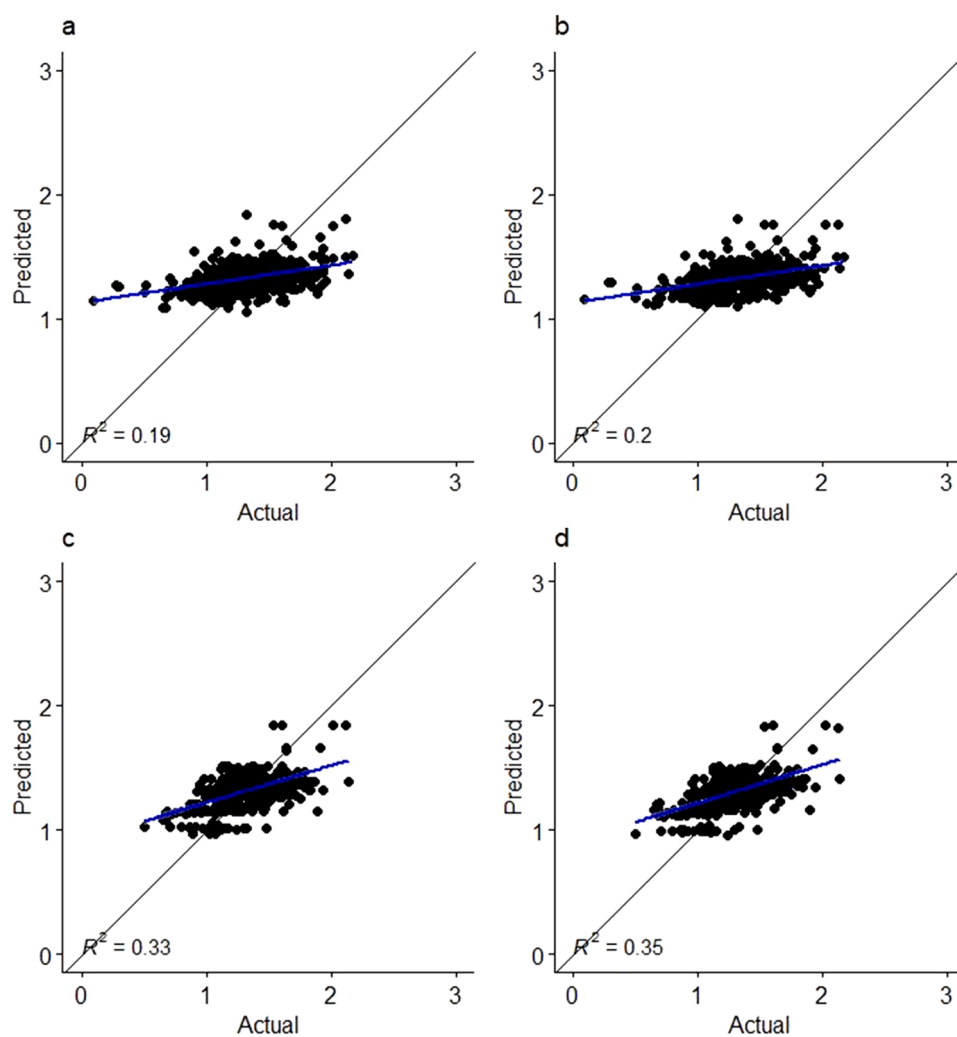 a
3
2
1
0
Predicted
R² = 0.19
0 1 2 3
Actual
b
3
2
1
0
Predicted
R² = 0.2
0 1 2 3
Actual
c
3
2
1
0
Predicted
R² = 0.33
0 1 2 3
Actual
d
3
2
1
0
Predicted
R² = 0.35
0 1 2 3
Actual